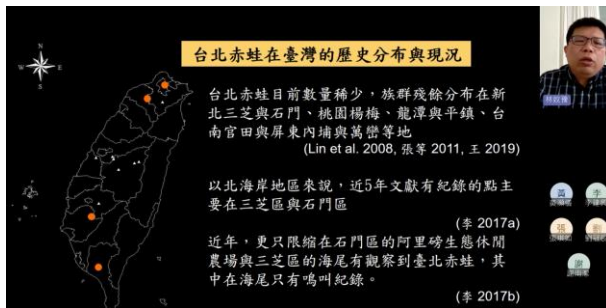 台北赤蛙在臺灣的歷史分布與現況
N
W
E
S
台北赤蛙目前數量稀少，族群殘餘分布在新
北三芝與石門、桃園楊梅、龍潭與平鎮、台
南官田與屏東內埔與萬巒等地
(Lin et al. 2008, 張等 2011, 王 2019)
以北海岸地區來說，近5年文獻有紀錄的點主
要在三芝區與石門區
(李 2017a)
近年，更只限縮在石門區的阿里磅生態休閒
農場與三芝區的海尾有觀察到臺北赤蛙，其
中在海尾只有鳴叫紀錄。
(李 2017b)
黃
李
張
劉
謝